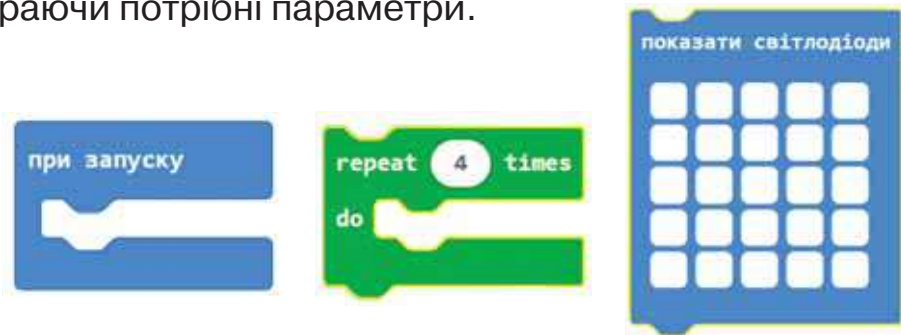 раючи потрібні параметри.
показати світлодіоди
при запуску
repeat 4 times
do